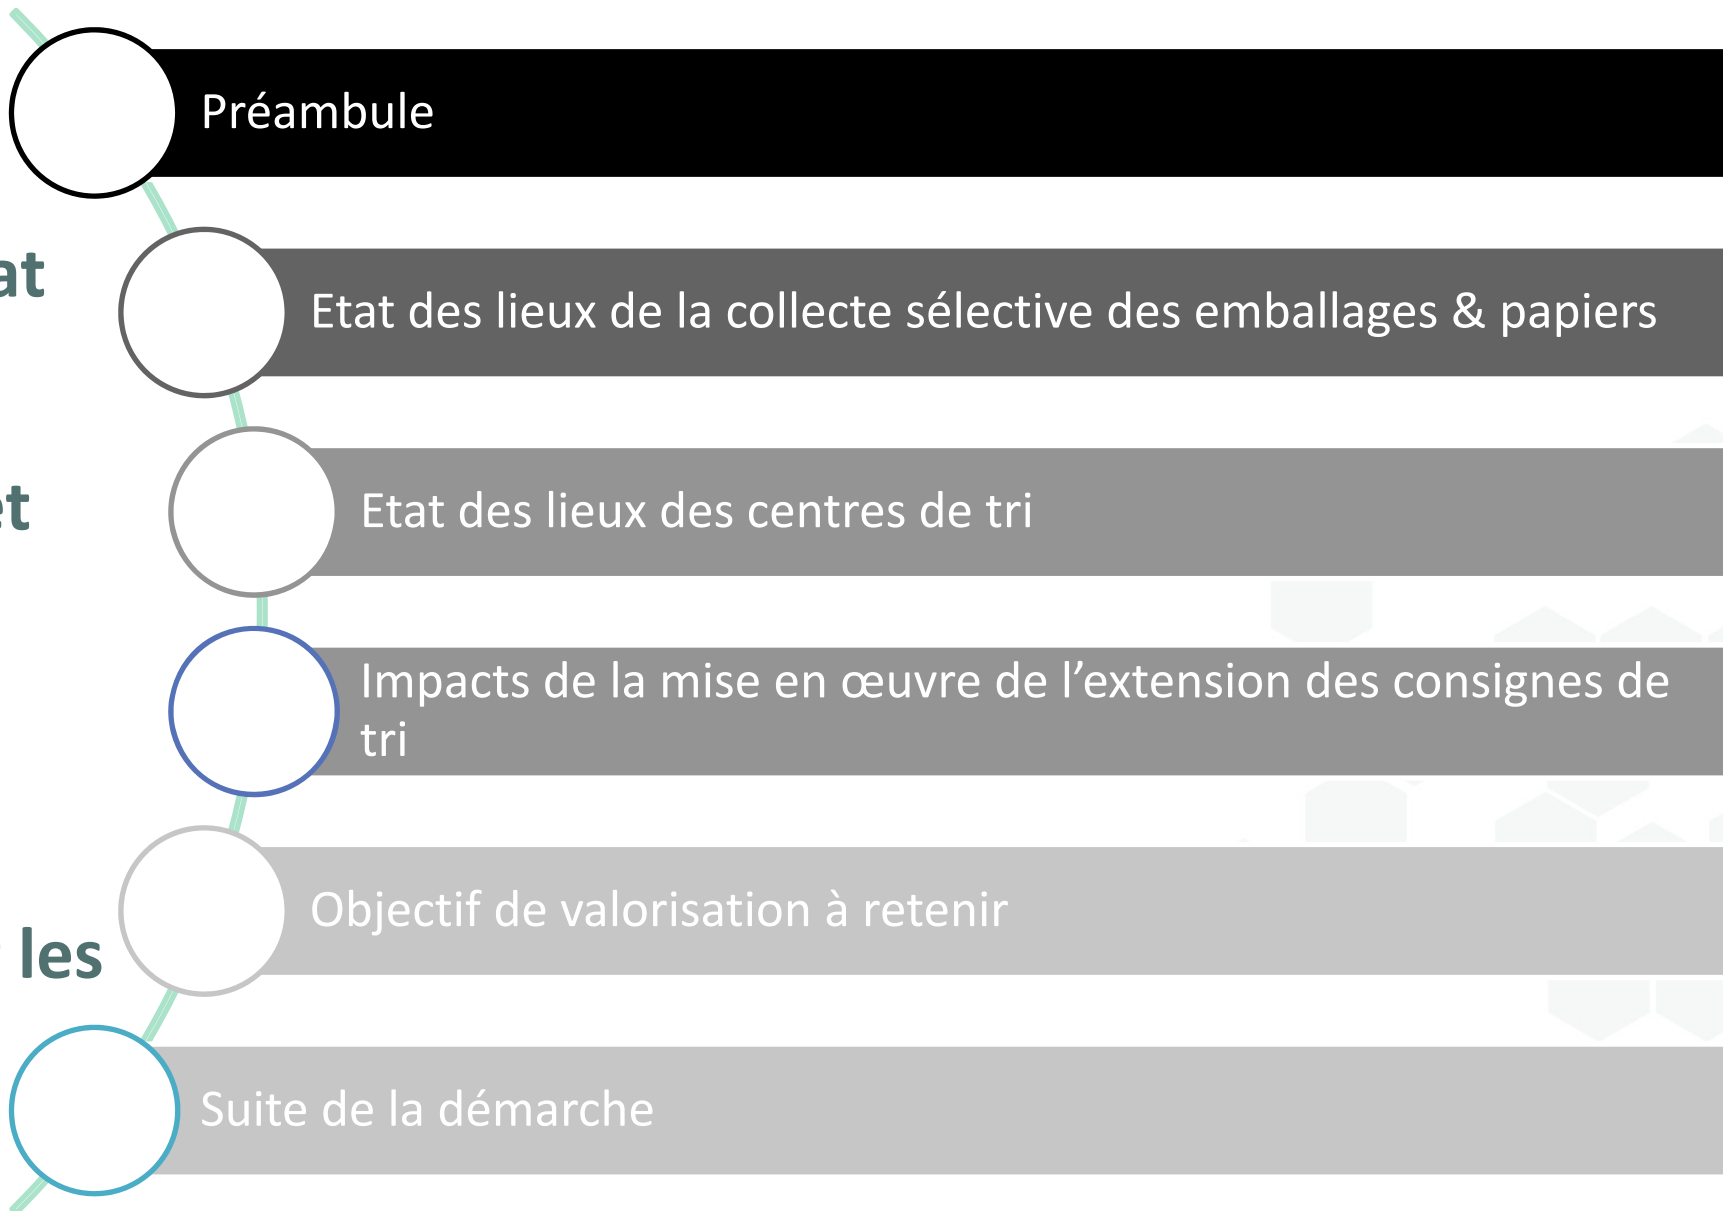 Préambule
at
Etat des lieux de la collecte sélective des emballages & papiers
et
Etat des lieux des centres de tri
Impacts de la mise en œuvre de l’extension des consignes de
tri
Objectif de valorisation à retenir
les
Suite de la démarche